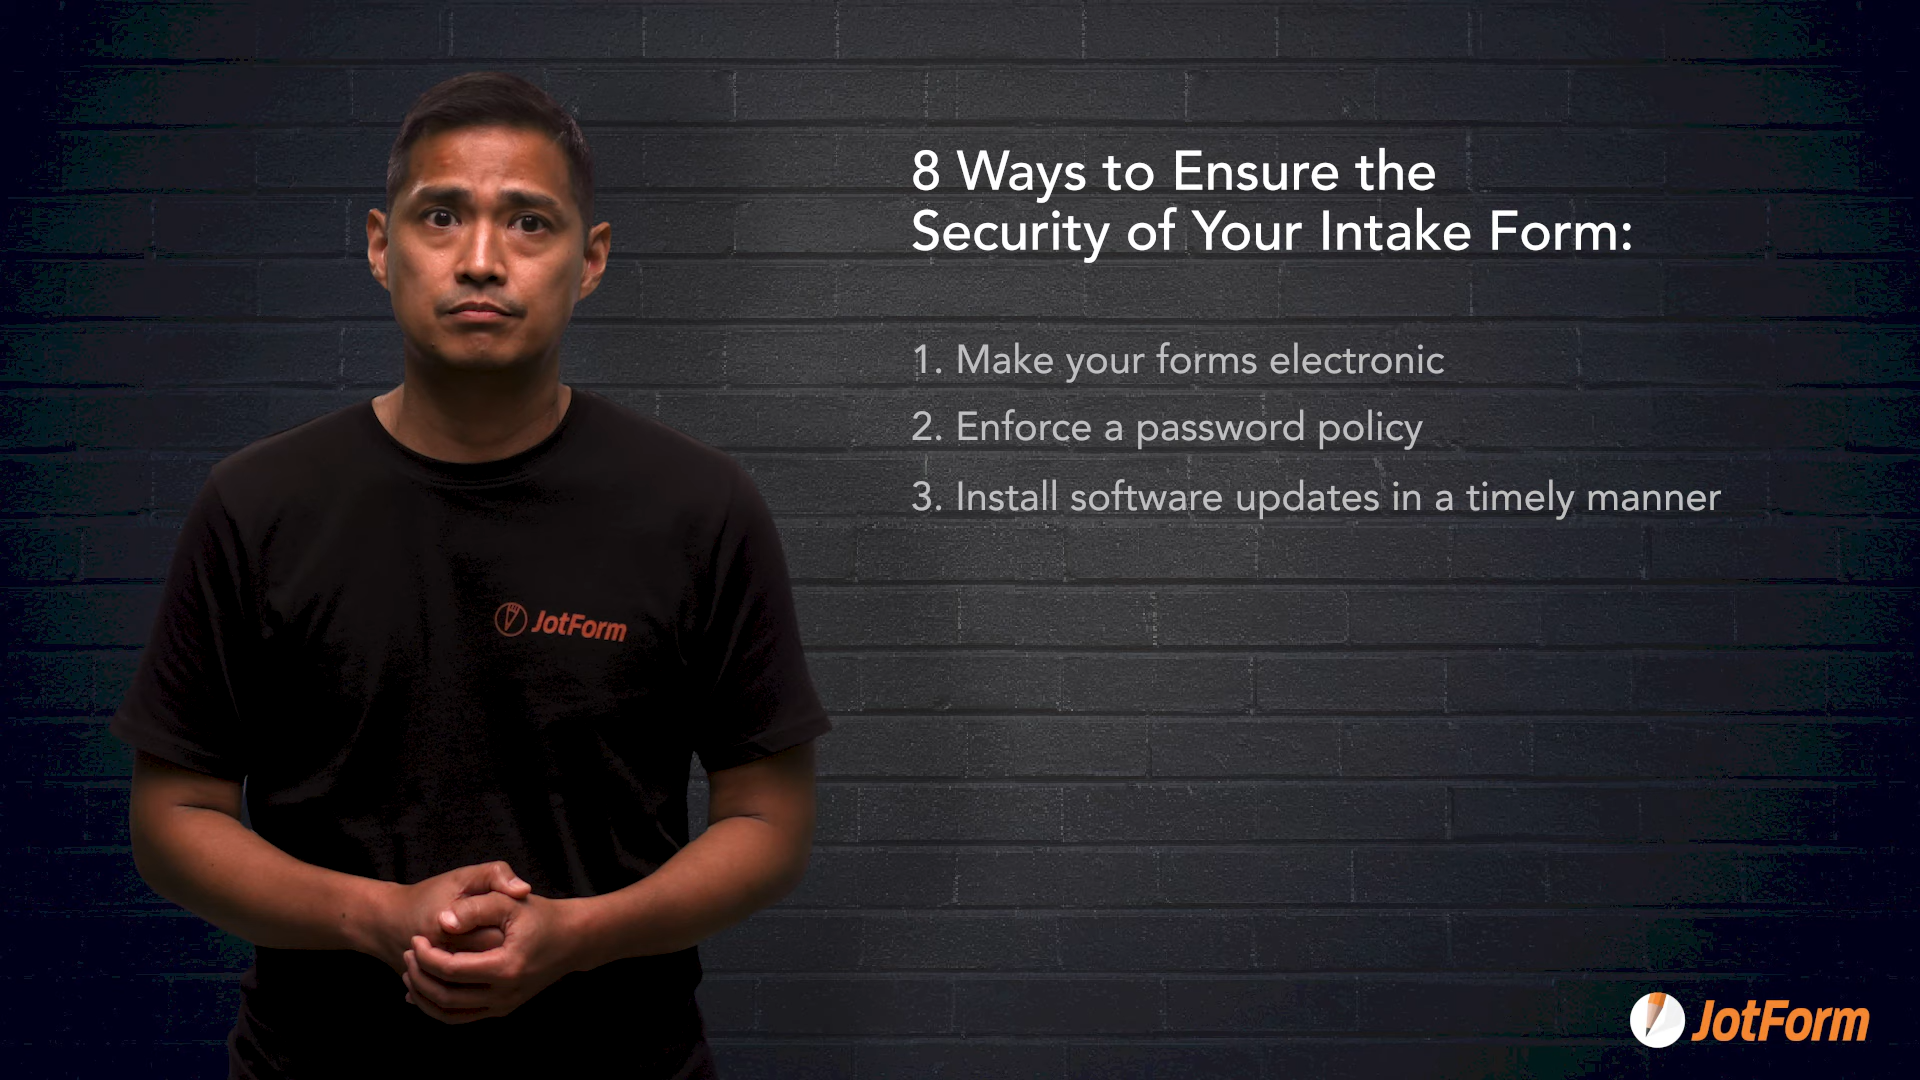 8 Ways to Ensure the
Security of Your Intake Form:
1. Make your forms electronic
2. Enforce a password policy
3. Install software updates in a timely manner
JotForm
JotForm